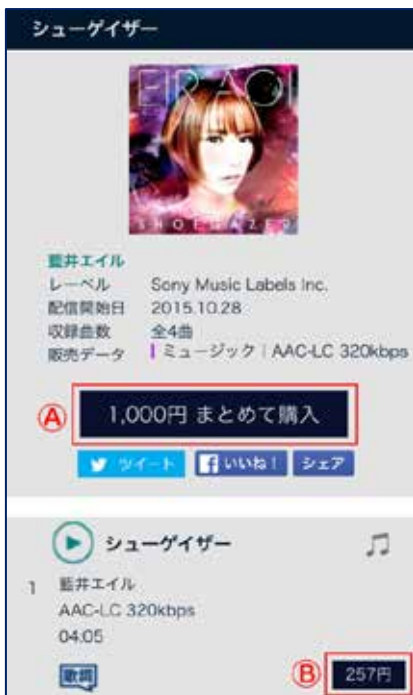 シューゲイザー
EIR AOI
SHOEGAZER
藍井エイル
レーベル Sony Music Labels Inc.
配信開始日 2015.10.28
収録曲数 全4曲
販売データ ミュージック | AAC-LC 320kbps
Ⓐ 1,000円 まとめて購入
ツイート いいね! シェア
シューゲイザー
1 藍井エイル
AAC-LC 320kbps
04:05
歌詞 Ⓑ 257円